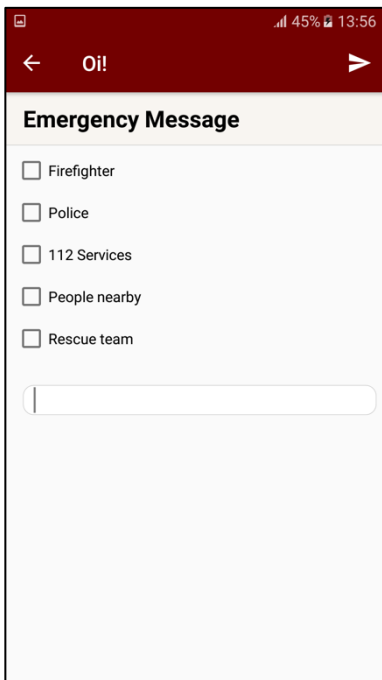 45% 13:56
Oi!
Emergency Message
Firefighter
Police
112 Services
People nearby
Rescue team